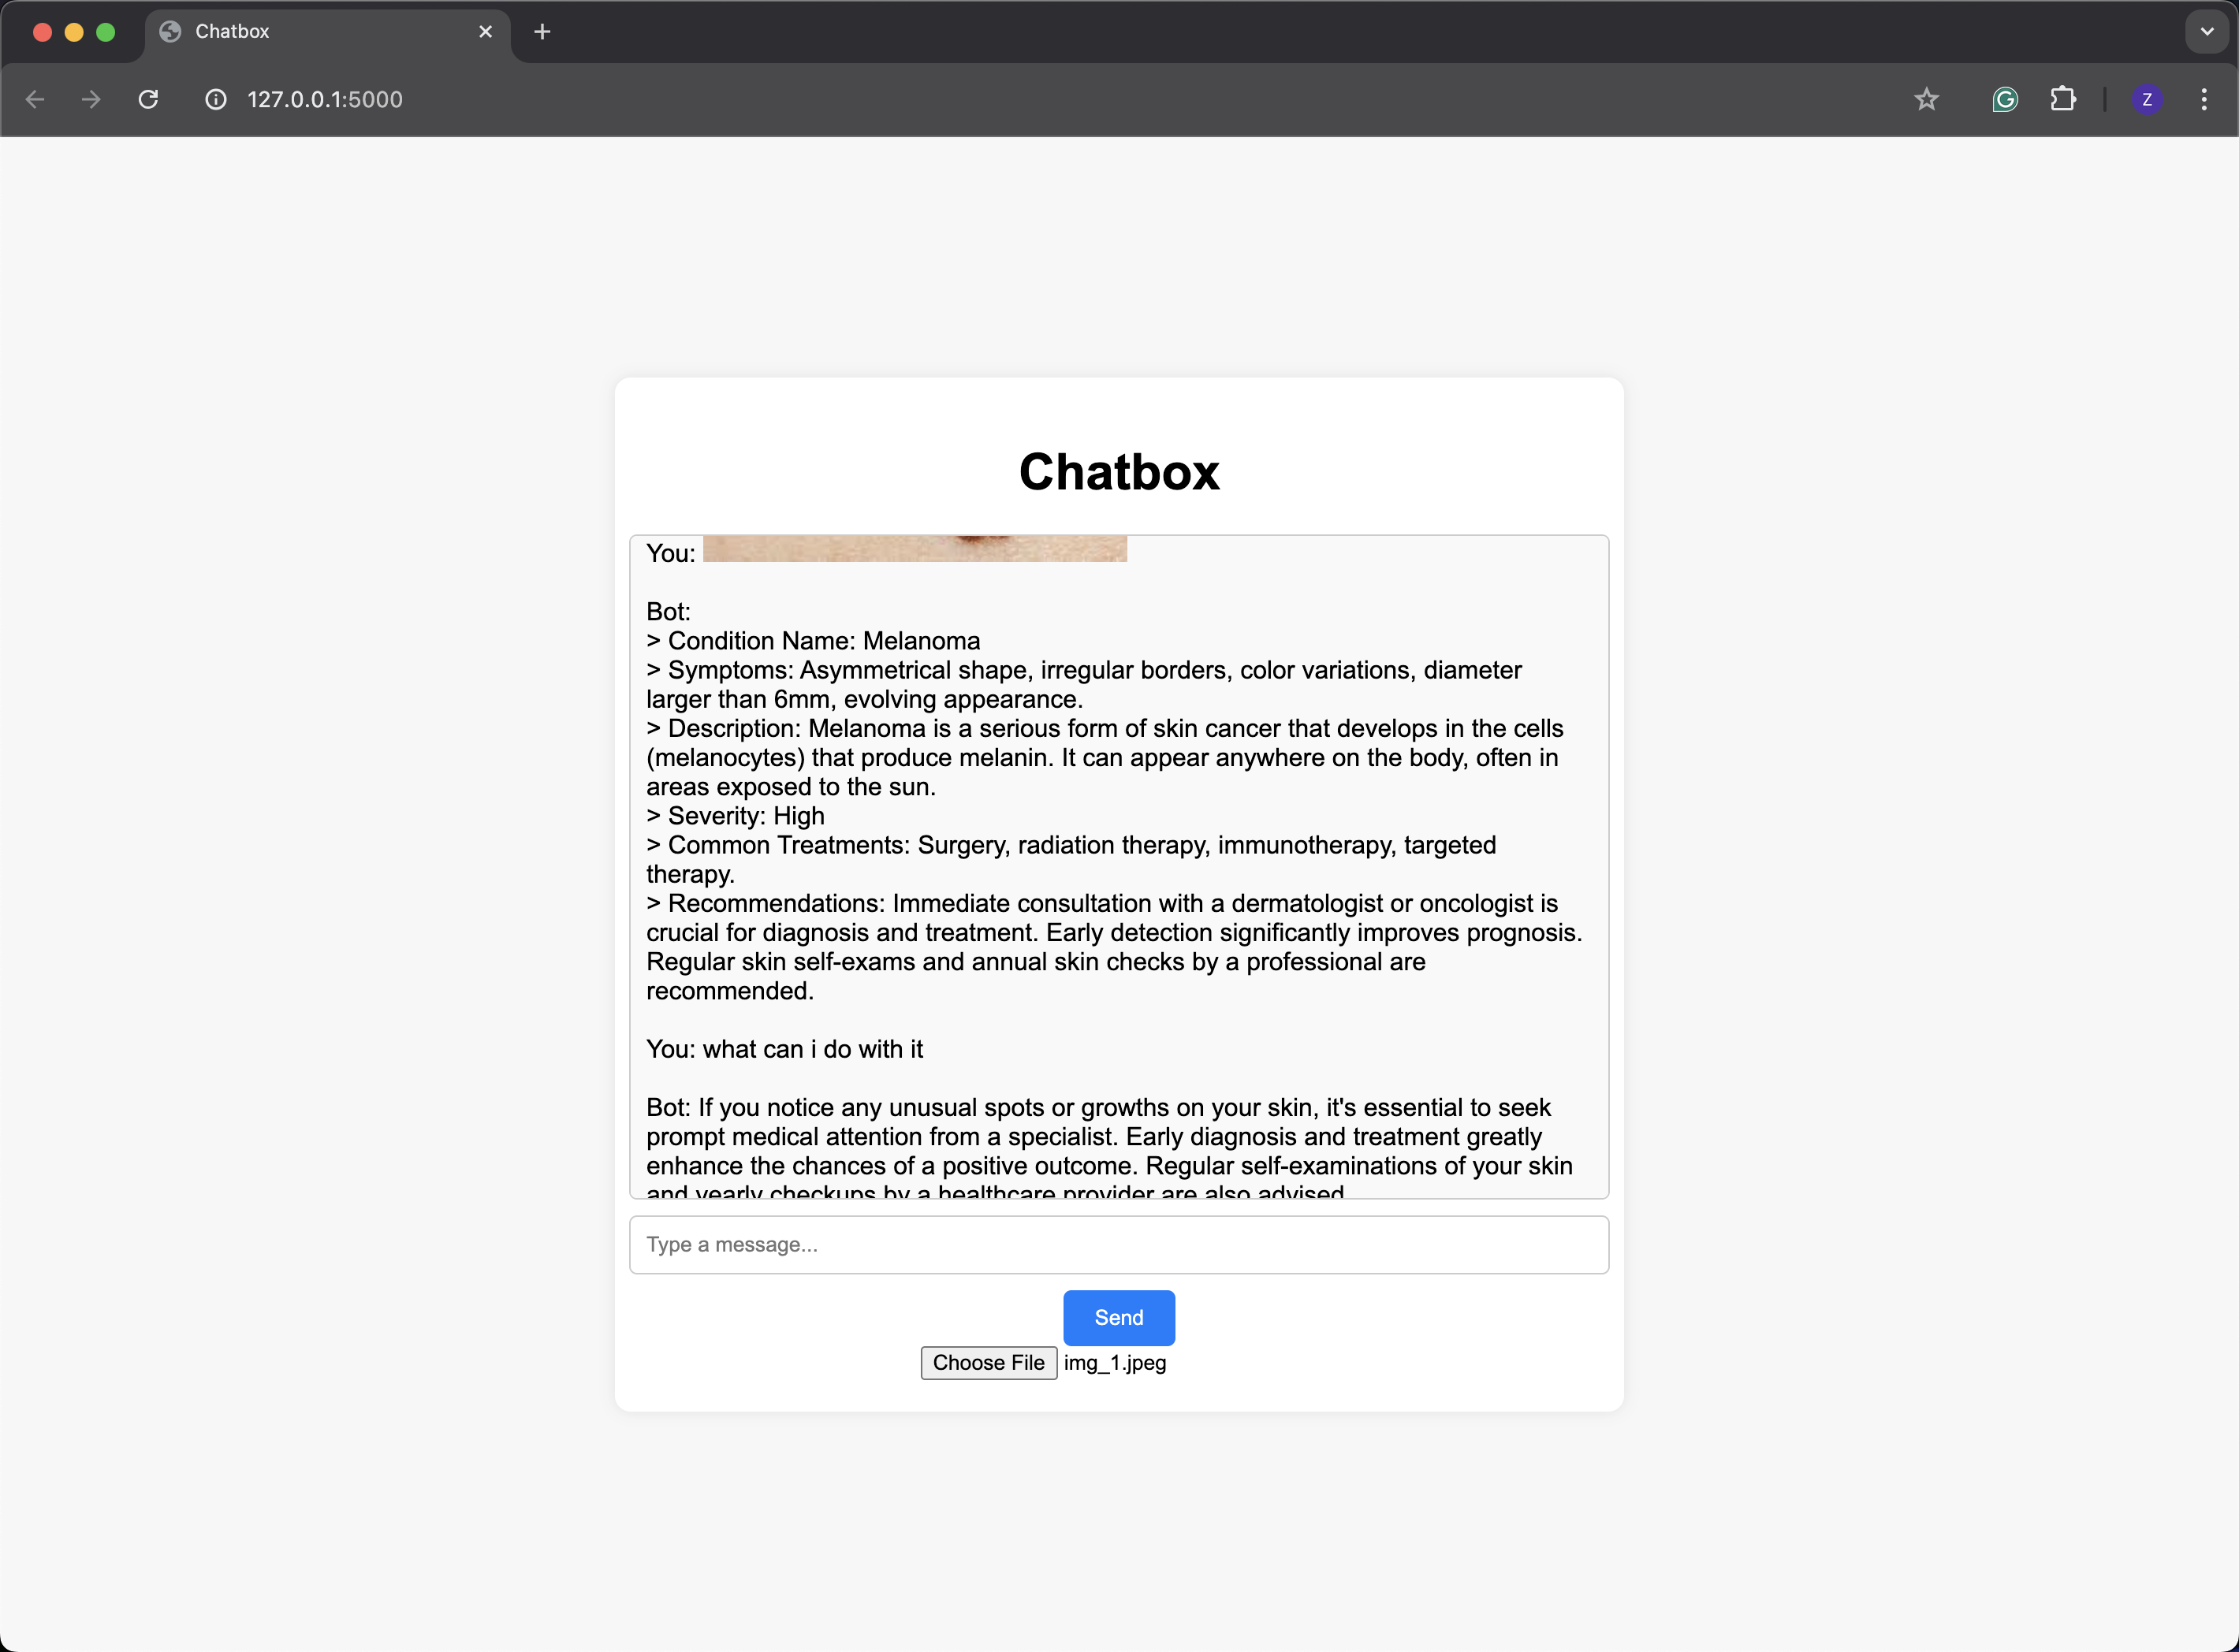 Chatbox
127.0.0.1:5000
Z
Chatbox
You:
Bot:
> Condition Name: Melanoma
> Symptoms: Asymmetrical shape, irregular borders, color variations, diameter
larger than 6mm, evolving appearance.
> Description: Melanoma is a serious form of skin cancer that develops in the cells
(melanocytes) that produce melanin. It can appear anywhere on the body, often in
areas exposed to the sun.
> Severity: High
> Common Treatments: Surgery, radiation therapy, immunotherapy, targeted
therapy.
> Recommendations: Immediate consultation with a dermatologist or oncologist is
crucial for diagnosis and treatment. Early detection significantly improves prognosis.
Regular skin self-exams and annual skin checks by a professional are
recommended.
You: what can i do with it
Bot: If you notice any unusual spots or growths on your skin, it's essential to seek
prompt medical attention from a specialist. Early diagnosis and treatment greatly
enhance the chances of a positive outcome. Regular self-examinations of your skin
and yearly checkups by a healthcare provider are also advised
Type a message...
Send
Choose File img_1.jpeg